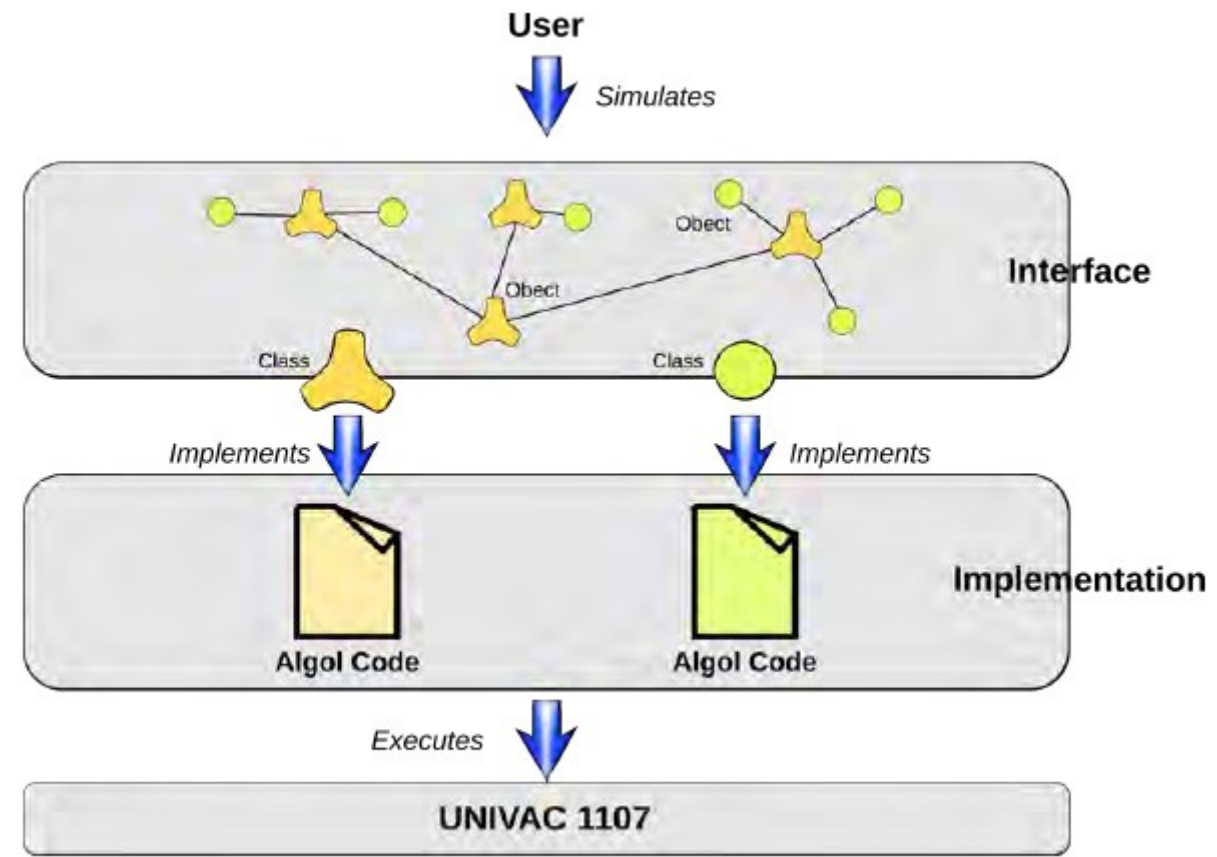 User
Simulates
Obect
Interface
Obect
Class
Class
Implements
Implements
Implementation
Algol Code
Algol Code
Executes
UNIVAC 1107